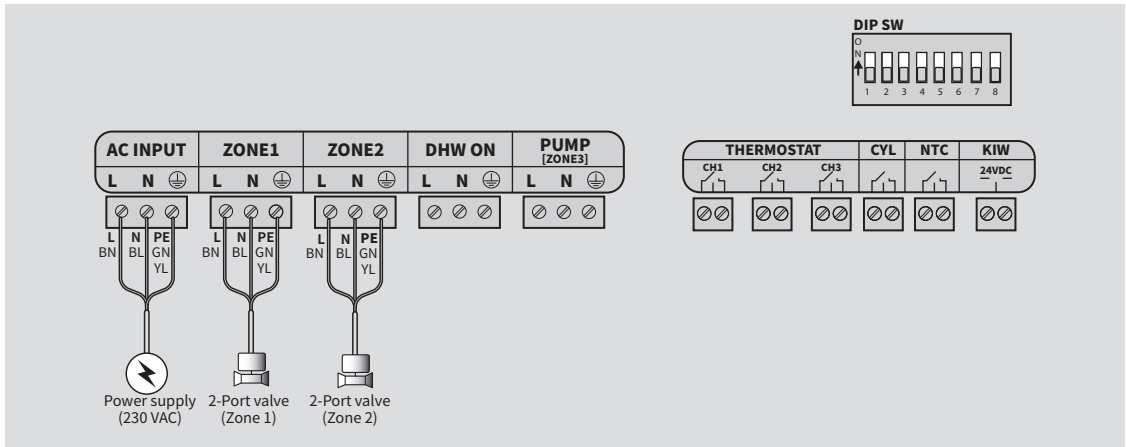 DIP SW
O
N
1 2 3 4 5 6 7 8
AC INPUT ZONE1 ZONE2 DHW ON PUMP
[ZONE3]
L N L N L N L N L N
THERMOSTAT CYL NTC KIW
CH1 CH2 CH3 24VDC
L N PE L N PE L N PE
BN BL GN BN BL GN BN BL GN
YL YL YL
Power supply 2-Port valve 2-Port valve
(230 VAC) (Zone 1) (Zone 2)